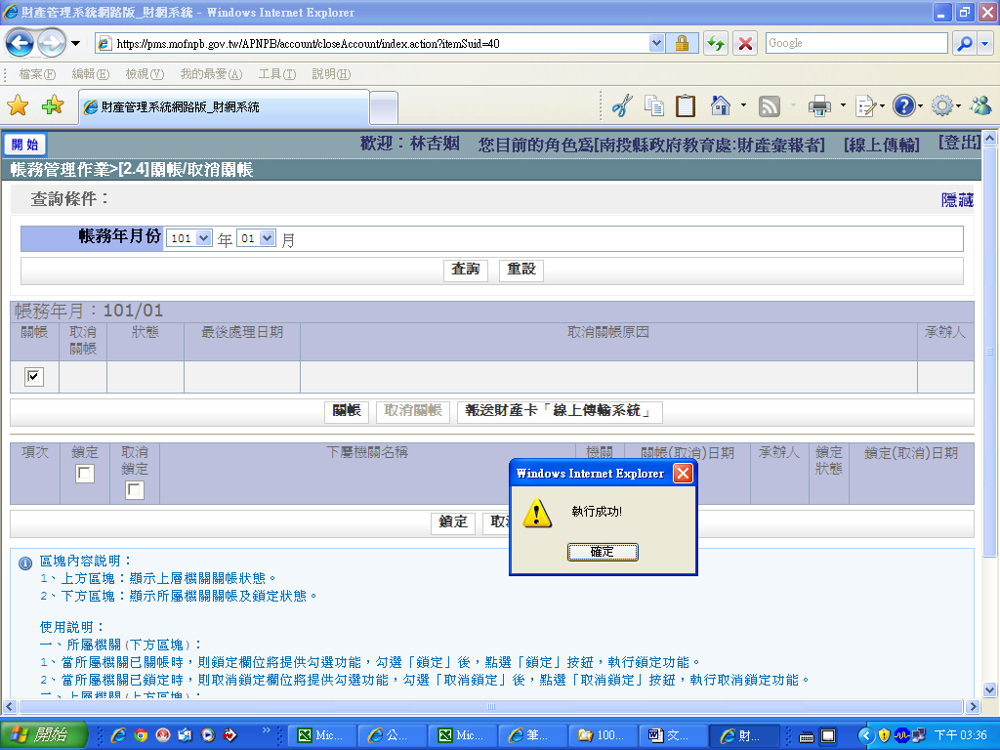 財產管理系統網路版_財網系統 - Windows Internet Explorer
https://pms.mofnpb.gov.tw/APNPB/account/closeAccount/index.action?itemSuid=40
Google
檔案(F) 編輯(E) 檢視(V) 我的最愛(A) 工具(T) 說明(H)
財產管理系統網路版_財網系統
開始 歡迎：林杏嫻 您目前的角色為[南投縣政府教育處:財產彙報者] [線上傳輸] [登出]
帳務管理作業>[2.4]關帳/取消關帳
查詢條件： 隱藏
帳務年月份 101 年 01 月
查詢 重設
帳務年月：101/01
關帳 取消關帳 狀態 最後處理日期 取消關帳原因 承辦人
關帳 取消關帳 報送財產卡「線上傳輸系統」
項次 鎖定 取消鎖定 下屬機關名稱 機關 關帳(取消)日期 承辦人 鎖定狀態 鎖定(取消)日期
Windows Internet Explorer
執行成功!
確定
鎖定 取
區塊內容說明：
1、上方區塊：顯示上層機關關帳狀態。
2、下方區塊：顯示所屬機關關帳及鎖定狀態。
使用說明：
一、所屬機關(下方區塊)：
1、當所屬機關已關帳時，則鎖定欄位將提供勾選功能，勾選「鎖定」後，點選「鎖定」按鈕，執行鎖定功能。
2、當所屬機關已鎖定時，則取消鎖定欄位將提供勾選功能，勾選「取消鎖定」後，點選「取消鎖定」按鈕，執行取消鎖定功能。
二、上層機關(上方區塊)：
開始 Mic... 公... Mic... 筆... 100... 文... 財... 下午 03:36